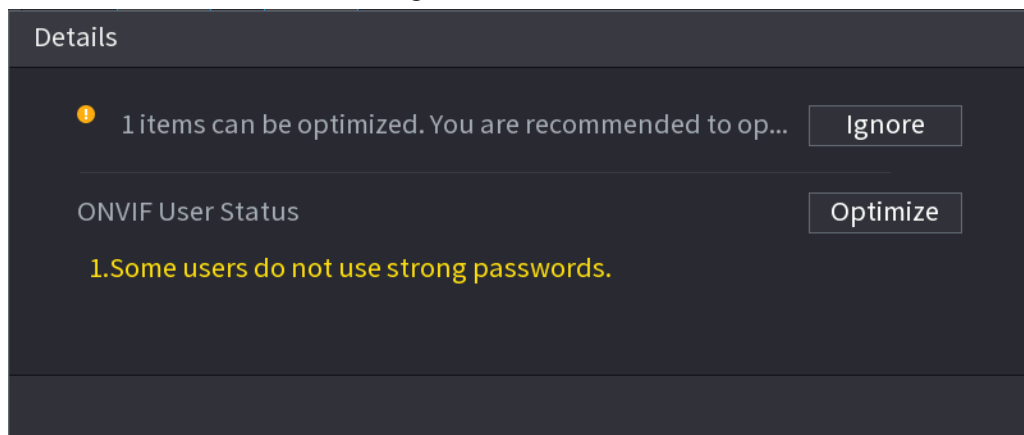 Details
1 items can be optimized. You are recommended to op...
Ignore
ONVIF User Status
Optimize
1.Some users do not use strong passwords.